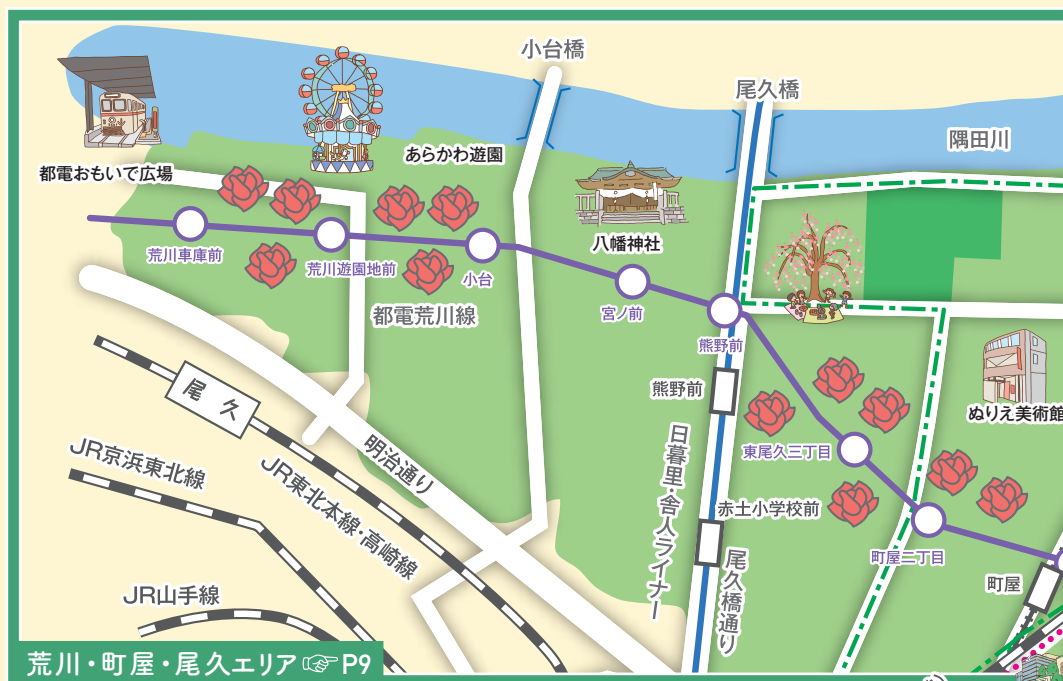 小台橋
尾久橋
隅田川
都電おもいで広場
あらかわ遊園
八幡神社
荒川車庫前
荒川遊園地前
小台
宮ノ前
都電荒川線
熊野前
熊野前
ぬりえ美術館
尾久
明治通り
JR京浜東北線
JR東北本線・高崎線
日暮里・舎人ライナー
東尾久三丁目
赤土小学校前
尾久橋通り
町屋二丁目
町屋
JR山手線
荒川・町屋・尾久エリア P9